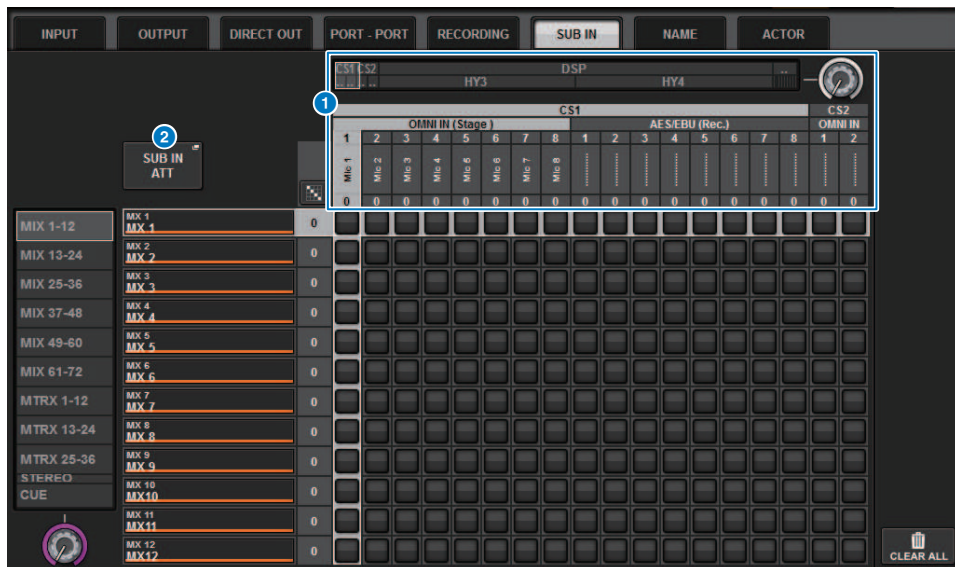 INPUT OUTPUT DIRECT OUT PORT - PORT RECORDING SUB IN NAME ACTOR
CS1 CS2 DSP
HY3 HY4
1
CS1 CS2
OMNI IN (Stage ) AES/EBU (Rec.) OMNI IN
1 2 3 4 5 6 7 8 1 2 3 4 5 6 7 8 1 2
Mic 1 Mic 2 Mic 3 Mic 4 Mic 5 Mic 6 Mic 7 Mic 8
0 0 0 0 0 0 0 0 0 0 0 0 0 0 0 0 0 0
2
SUB IN
ATT
MIX 1-12
MIX 13-24
MIX 25-36
MIX 37-48
MIX 49-60
MIX 61-72
MTRX 1-12
MTRX 13-24
MTRX 25-36
STEREO
CUE
MX 1
MX 1 0
MX 2
MX 2 0
MX 3
MX 3 0
MX 4
MX 4 0
MX 5
MX 5 0
MX 6
MX 6 0
MX 7
MX 7 0
MX 8
MX 8 0
MX 9
MX 9 0
MX 10
MX10 0
MX 11
MX11 0
MX 12
MX12 0
CLEAR ALL